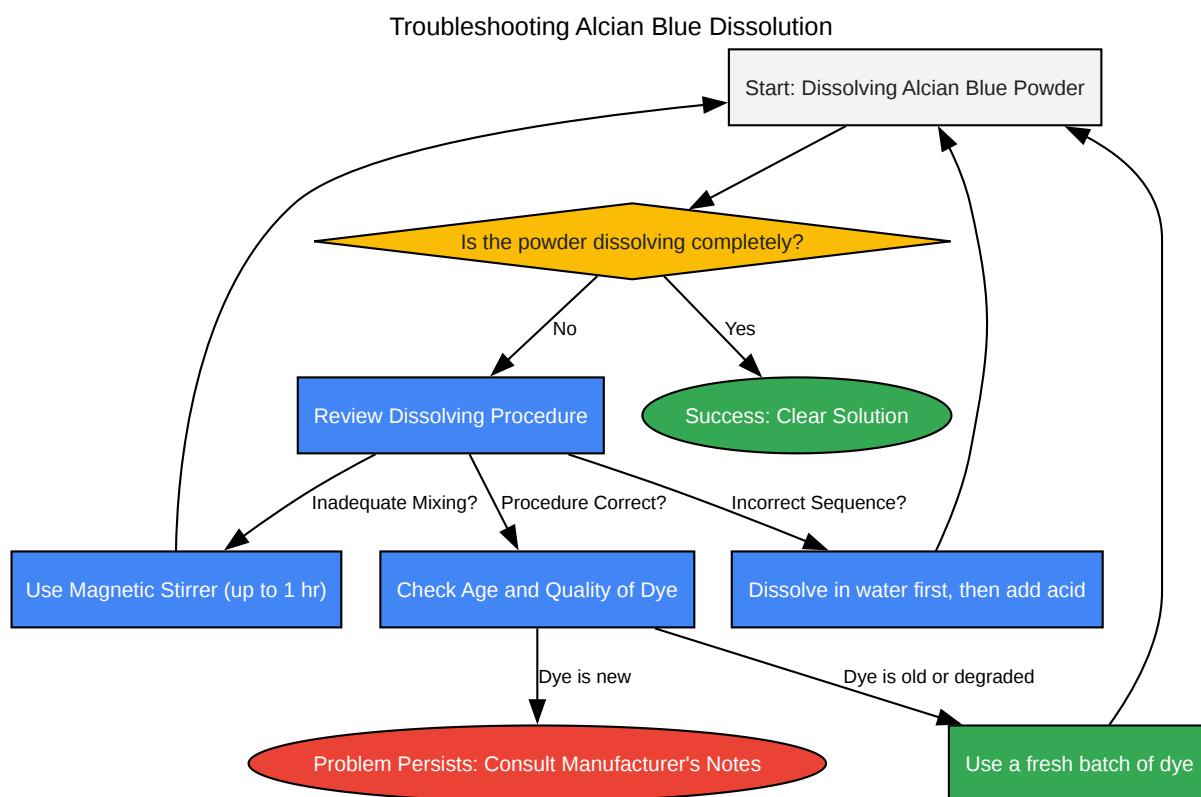 Troubleshooting Alcian Blue Dissolution
Start: Dissolving Alcian Blue Powder
Is the powder dissolving completely?
No
Yes
Review Dissolving Procedure
Success: Clear Solution
Inadequate Mixing?
Procedure Correct?
Incorrect Sequence?
Use Magnetic Stirrer (up to 1 hr)
Check Age and Quality of Dye
Dissolve in water first, then add acid
Dye is new
Dye is old or degraded
Problem Persists: Consult Manufacturer's Notes
Use a fresh batch of dye